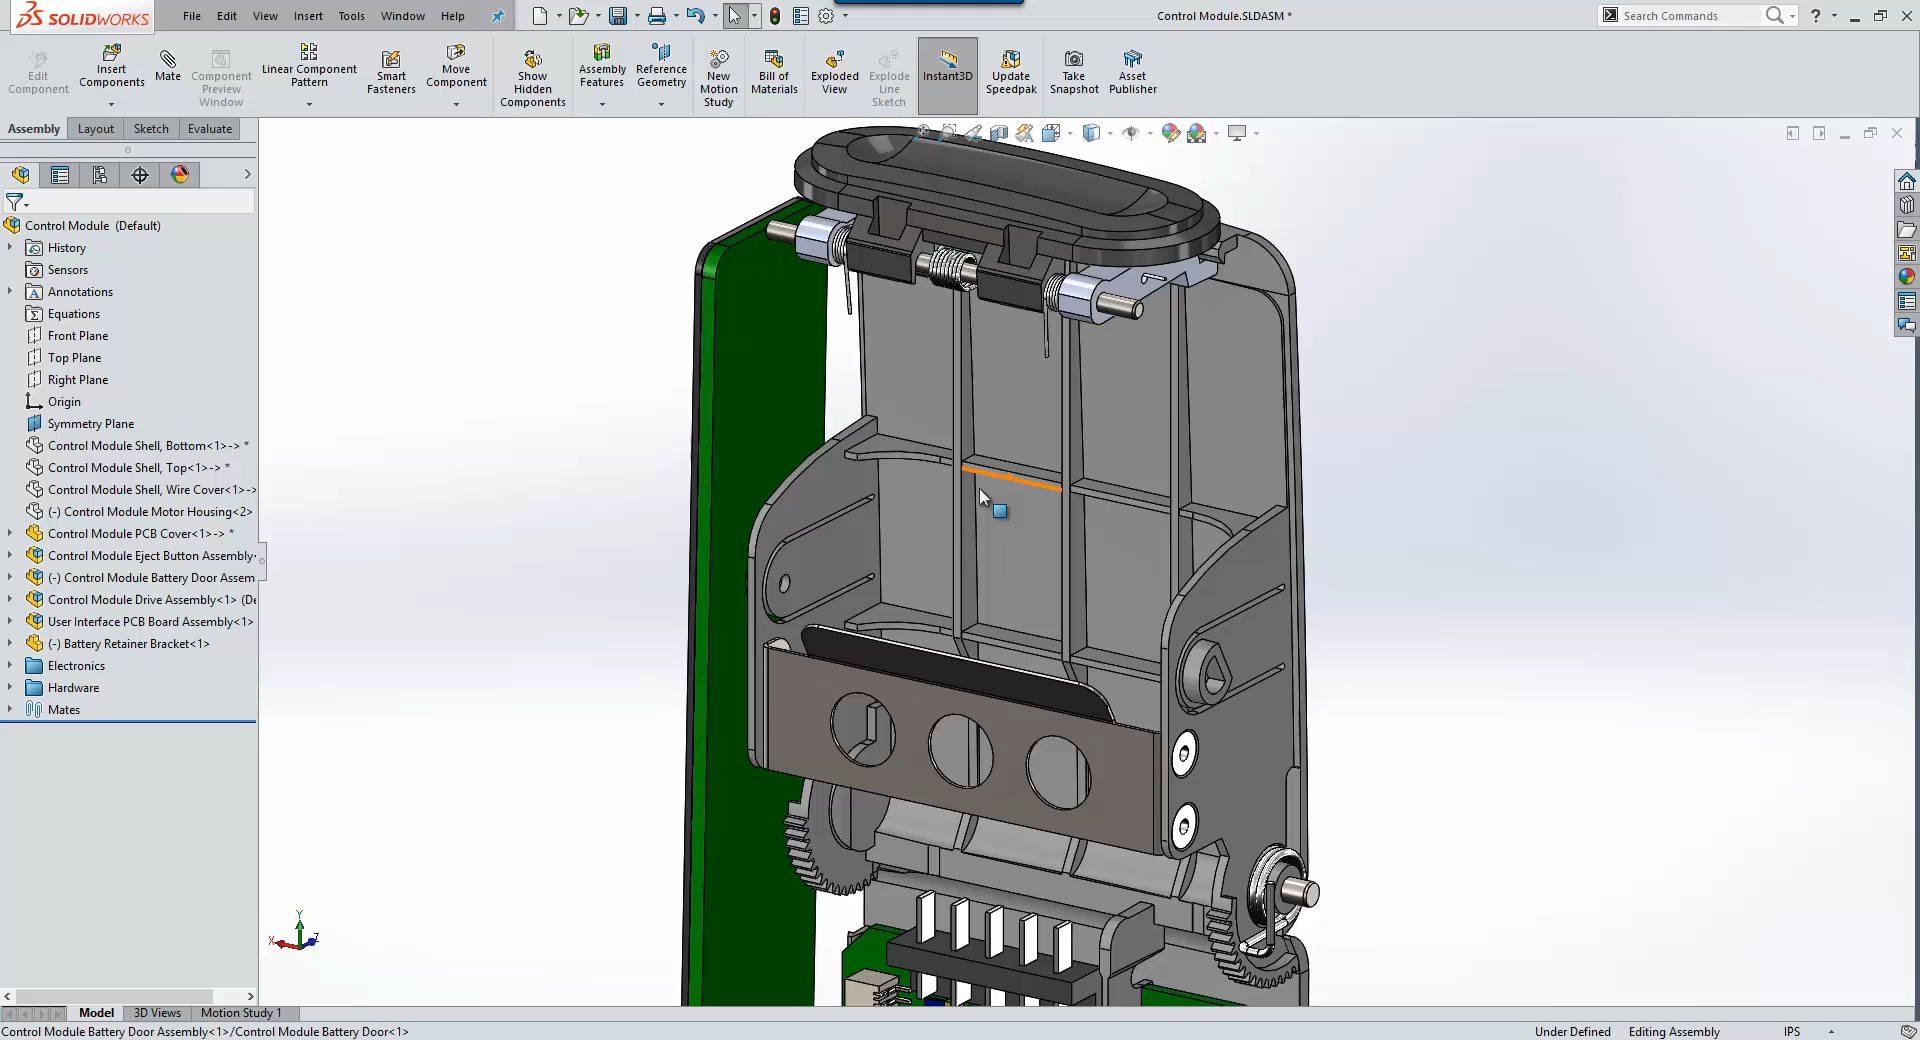 SOLIDWORKS File Edit View Insert Tools Window Help Control Module.SLDASM * Search Commands ?
Edit Component
Insert Components
Mate
Component Preview Window
Linear Component Pattern
Smart Fasteners
Move Component
Show Hidden Components
Assembly Features
Reference Geometry
New Motion Study
Bill of Materials
Exploded View
Explode Line Sketch
Instant3D
Update Speedpak
Take Snapshot
Asset Publisher
Assembly Layout Sketch Evaluate
Control Module (Default)
History
Sensors
Annotations
Equations
Front Plane
Top Plane
Right Plane
Origin
Symmetry Plane
Control Module Shell, Bottom<1>-> *
Control Module Shell, Top<1>-> *
Control Module Shell, Wire Cover<1>->
(-) Control Module Motor Housing<2>
Control Module PCB Cover<1>-> *
Control Module Eject Button Assembly
(-) Control Module Battery Door Assem
Control Module Drive Assembly<1> (De
User Interface PCB Board Assembly<1>
(-) Battery Retainer Bracket<1>
Electronics
Hardware
Mates
Y
X Z
Model 3D Views Motion Study 1
Control Module Battery Door Assembly<1>/Control Module Battery Door<1> Under Defined Editing Assembly IPS